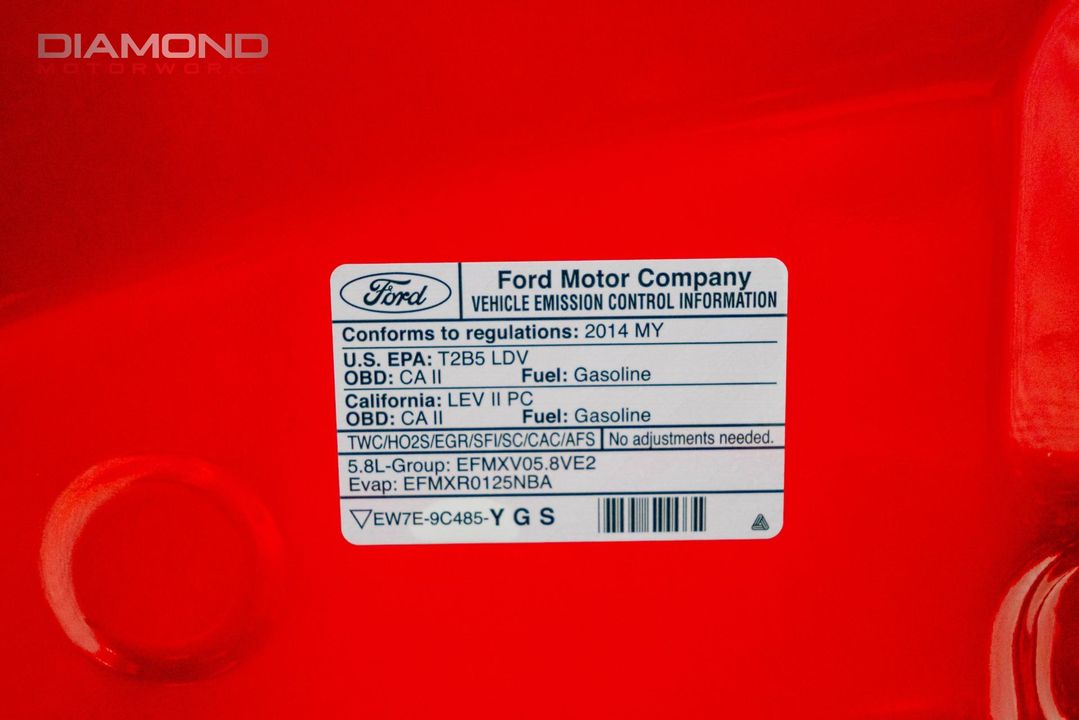 DIAMOND
MOTORWORKS
Ford
Ford Motor Company
VEHICLE EMISSION CONTROL INFORMATION
Conforms to regulations: 2014 MY
U.S. EPA: T2B5 LDV
OBD: CA II Fuel: Gasoline
California: LEV II PC
OBD: CA II Fuel: Gasoline
TWC/HO2S/EGR/SFI/SC/CAC/AFS No adjustments needed.
5.8L-Group: EFMXV05.8VE2
Evap: EFMXR0125NBA
EW7E-9C485-Y G S